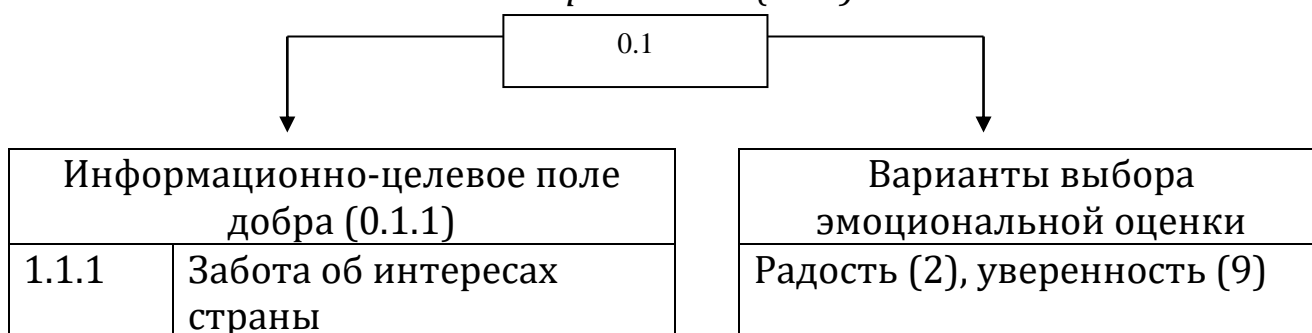 0.1
Информационно-целевое поле
добра (0.1.1)
Варианты выбора
эмоциональной оценки
1.1.1 Забота об интересах
страны
Радость (2), уверенность (9)